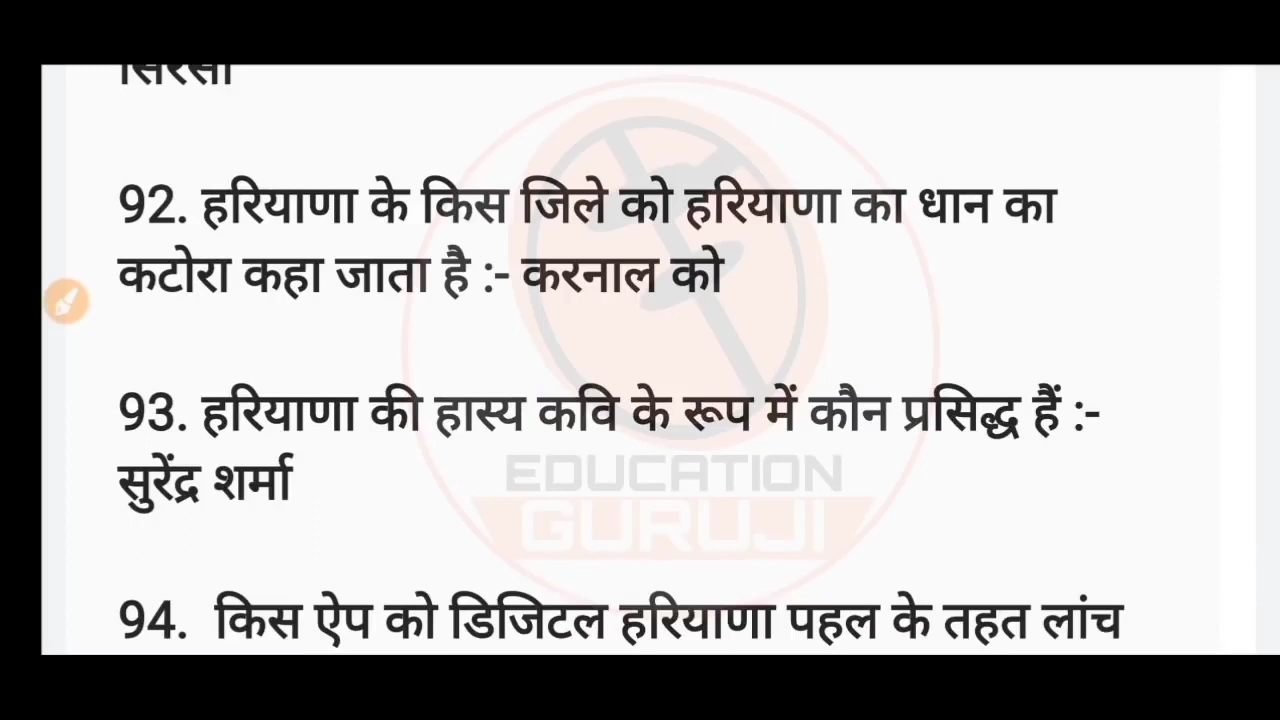 सिरसा
92. हरियाणा के किस जिले को हरियाणा का धान का
कटोरा कहा जाता है :- करनाल को
93. हरियाणा की हास्य कवि के रूप में कौन प्रसिद्ध हैं :-
सुरेंद्र शर्मा
EDUCATION
GURUJI
94. किस ऐप को डिजिटल हरियाणा पहल के तहत लांच